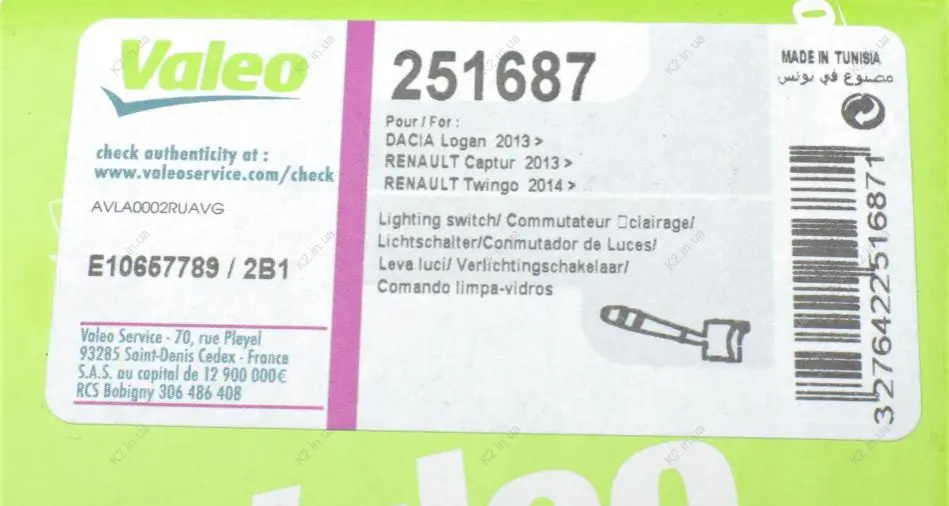 Valeo
check authenticity at :
www.valeoservice.com/check
AVLA0002RUAVG
E10657789 / 2B1
Valeo Service - 70, rue Pleyel
93285 Saint-Denis Cedex - France
S.A.S. au capital de 12 900 000€
RCS Bobigny 306 486 408
251687
Pour / For :
DACIA Logan 2013 >
RENAULT Captur 2013 >
RENAULT Twingo 2014 >
Lighting switch/ Commutateur □clairage/
Lichtschalter/Conmutador de Luces/
Leva luci/ Verlichtingschakelaar/
Comando limpa-vidros
MADE IN TUNISIA
مصنوع في تونس
3276422516871
K2.in.ua